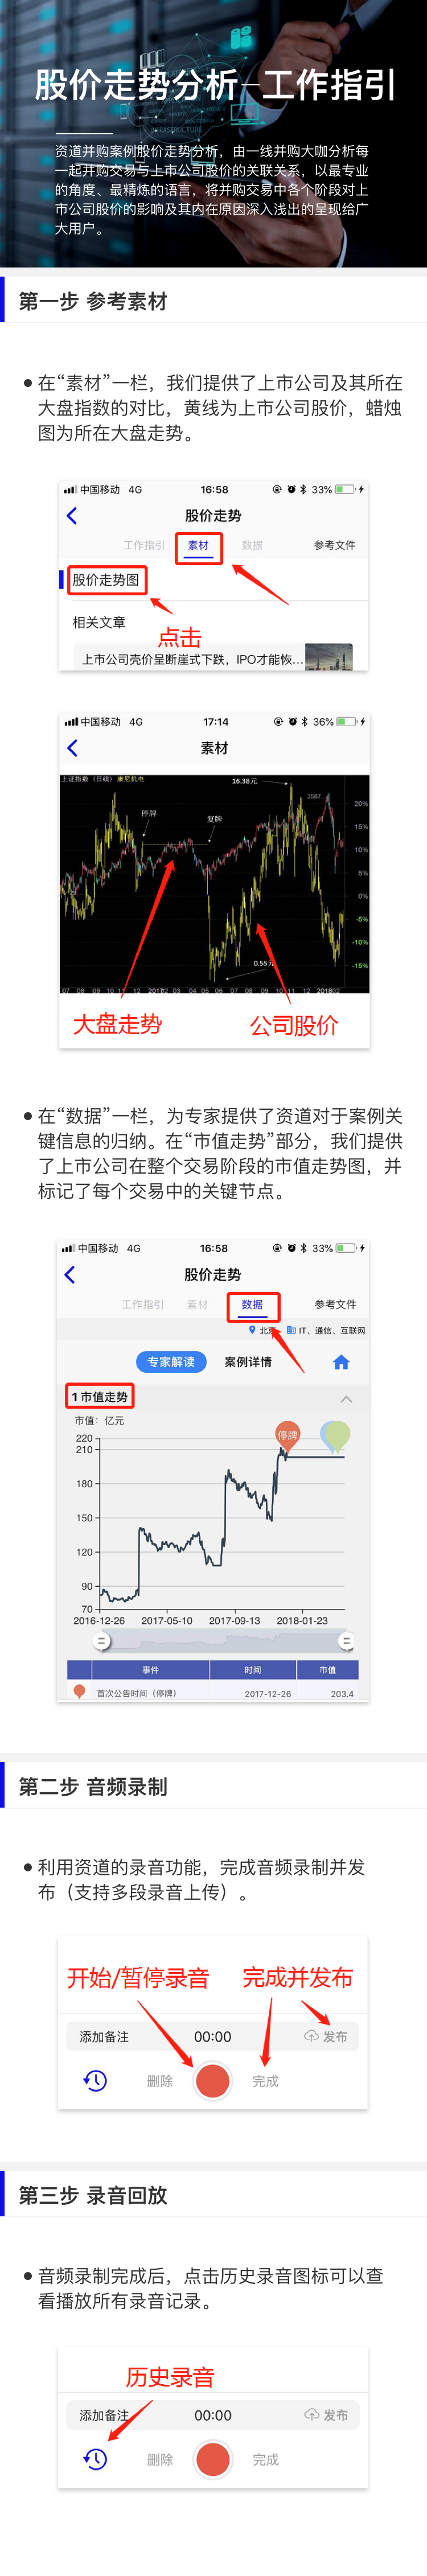 股价走势分析—工作指引
INFRASTRUCTURE
资道并购案例股价走势分析，由一线并购大咖分析每
一起并购交易与上市公司股价的关联关系，以最专业
的角度、最精炼的语言，将并购交易中各个阶段对上
市公司股价的影响及其内在原因深入浅出的呈现给广
大用户。
第一步 参考素材
● 在“素材”一栏，我们提供了上市公司及其所在
大盘指数的对比，黄线为上市公司股价，蜡烛
图为所在大盘走势。
中国移动 4G 16:58 33%
股价走势
工作指引 素材 数据 参考文件
股价走势图
相关文章
点击
上市公司壳价呈断崖式下跌，IPO才能恢...
中国移动 4G 17:14 36%
素材
上证指数（日线） 康尼机电
16.38元
3587
20%
停牌
复牌
15%
10%
5%
0%
-5%
-10%
0.55元
-15%
07 08 09 10 11 12 2017 02 03 04 05 06 07 08 09 10 11 12 2018 02
大盘走势 公司股价
● 在“数据”一栏，为专家提供了资道对于案例关
键信息的归纳。在“市值走势”部分，我们提供
了上市公司在整个交易阶段的市值走势图，并
标记了每个交易中的关键节点。
中国移动 4G 16:58 33%
股价走势
工作指引 素材 数据 参考文件
北京 IT、通信、互联网
专家解读 案例详情
1 市值走势
市值：亿元
停牌
220
210
180
150
120
90
70
2016-12-26 2017-05-10 2017-09-13 2018-01-23
事件 时间 市值
首次公告时间（停牌） 2017-12-26 203.4
第二步 音频录制
● 利用资道的录音功能，完成音频录制并发
布（支持多段录音上传）。
开始/暂停录音 完成并发布
添加备注 00:00 发布
删除 完成
第三步 录音回放
● 音频录制完成后，点击历史录音图标可以查
看播放所有录音记录。
历史录音
添加备注 00:00 发布
删除 完成